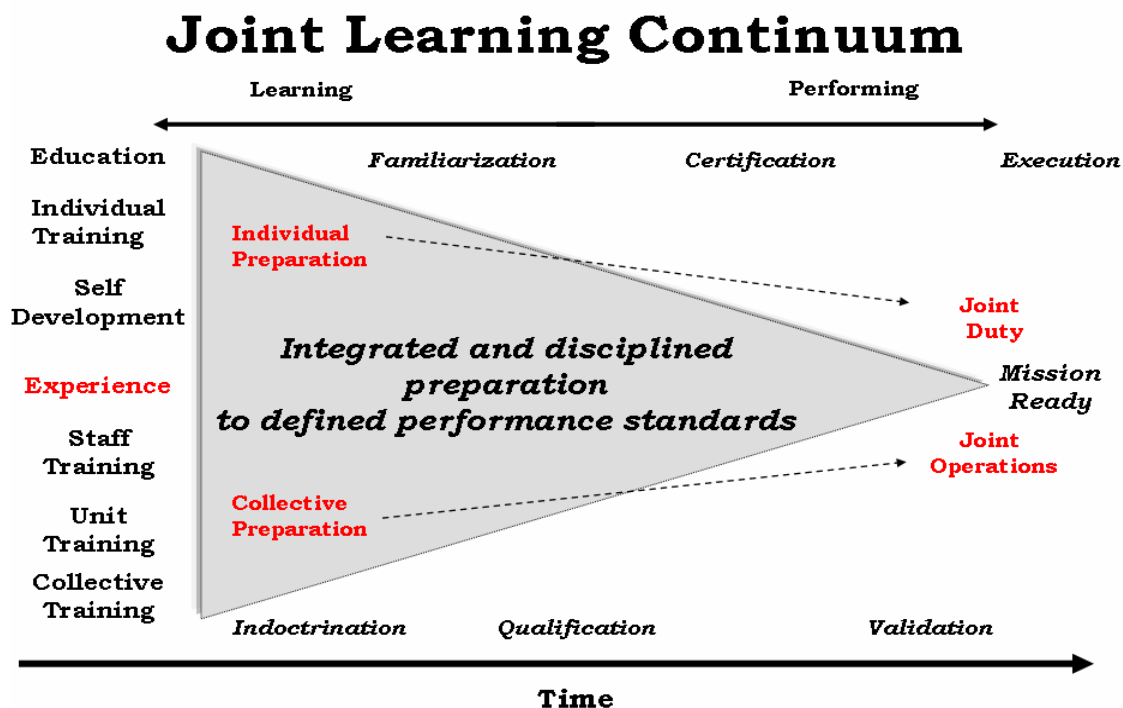 Joint Learning Continuum
Learning
Performing
Education
Familiarization
Certification
Execution
Individual
Training
Individual
Preparation
Self
Development
Joint
Duty
Integrated and disciplined
preparation
to defined performance standards
Experience
Mission
Ready
Staff
Training
Joint
Operations
Collective
Preparation
Unit
Training
Collective
Training
Indoctrination
Qualification
Validation
Time